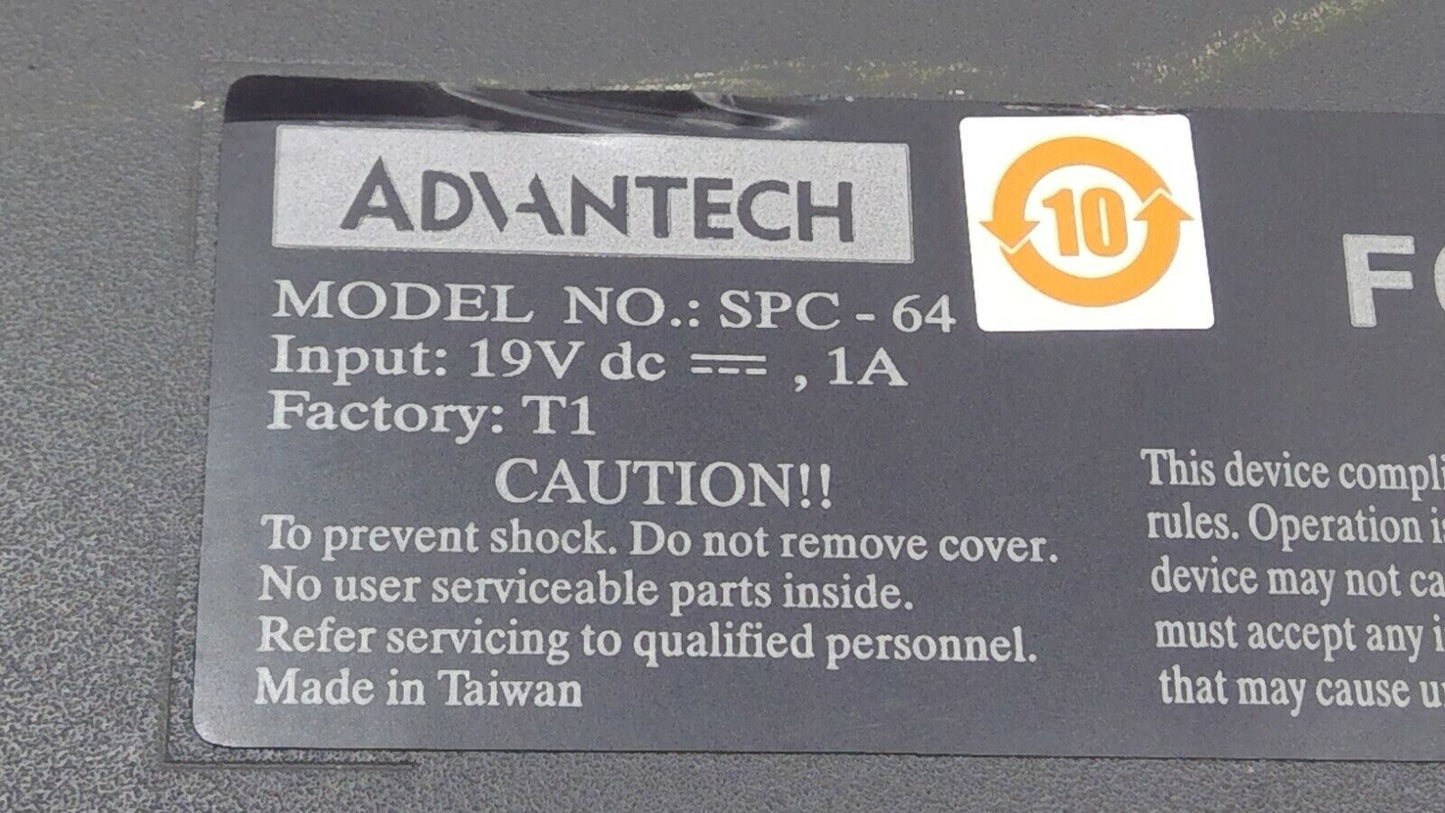 ADVANTECH
10
MODEL NO.: SPC - 64
Input: 19V dc ⎓ , 1A
Factory: T1
CAUTION!!
To prevent shock. Do not remove cover.
No user serviceable parts inside.
Refer servicing to qualified personnel.
Made in Taiwan
F
This device
rules. Operation
device may not
must accept any
that may cause